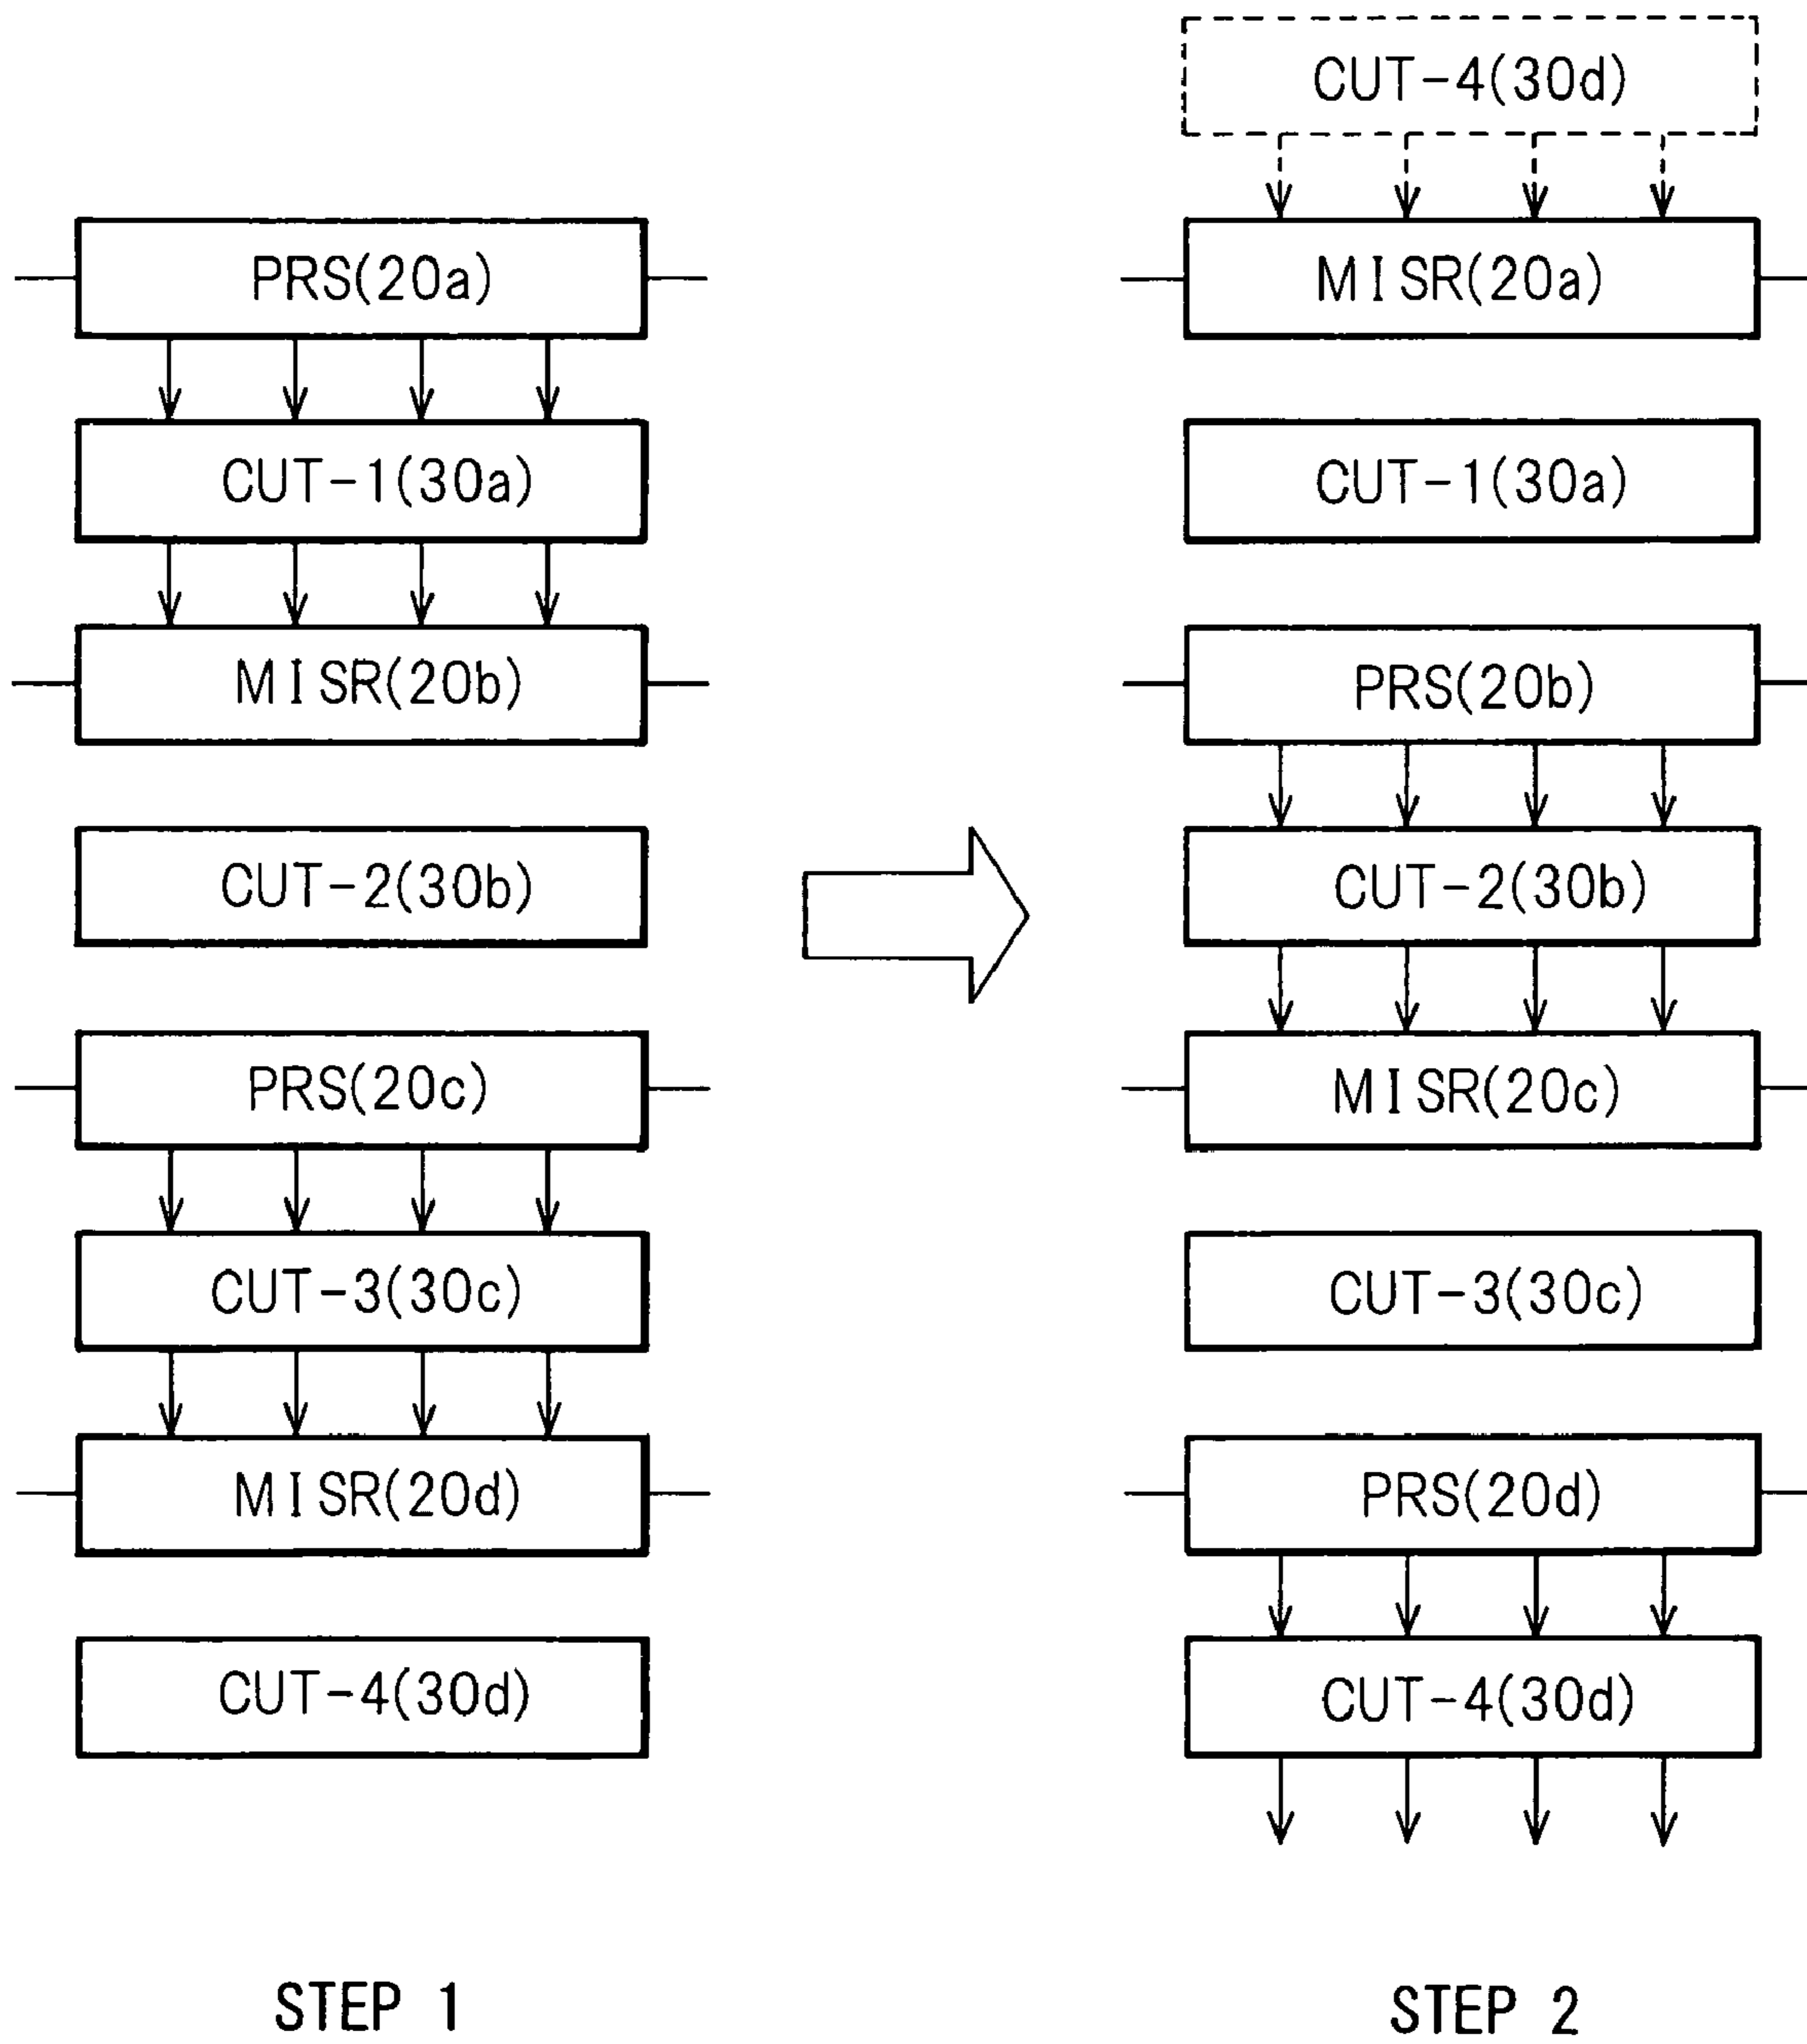 PRS(20a)
CUT-1(30a)
MISR(20b)
CUT-2(30b)
PRS(20c)
CUT-3(30c)
MISR(20d)
CUT-4(30d)
STEP 1
CUT-4(30d)
MISR(20a)
CUT-1(30a)
PRS(20b)
CUT-2(30b)
MISR(20c)
CUT-3(30c)
PRS(20d)
CUT-4(30d)
STEP 2